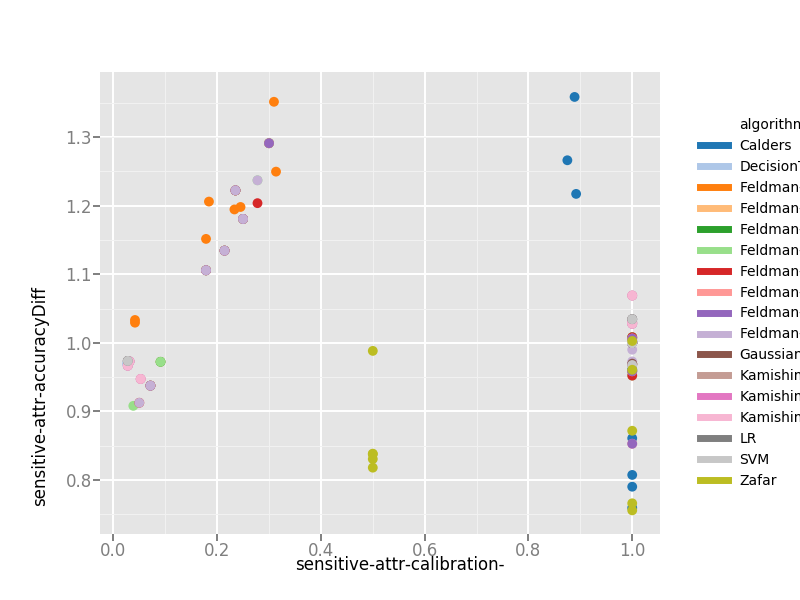 1.3
1.2
1.1
1.0
0.9
0.8
sensitive-attr-accuracyDiff
0.0
0.2
0.4
0.6
0.8
1.0
sensitive-attr-calibration-
algorithm
Calders
Decision
Feldman-
Feldman-
Feldman-
Feldman-
Feldman-
Feldman-
Feldman-
Feldman-
Gaussian
Kamishin
Kamishin
Kamishin
LR
SVM
Zafar